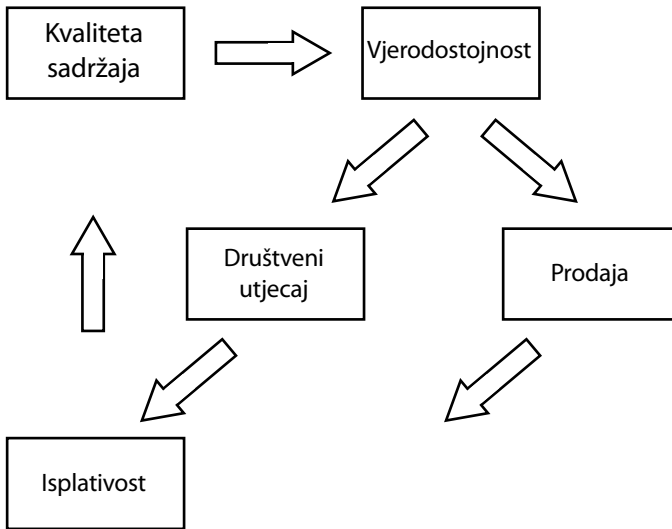 Kvaliteta
sadržaja
Vjerodostojnost
Društveni
utjecaj
Prodaja
Isplativost